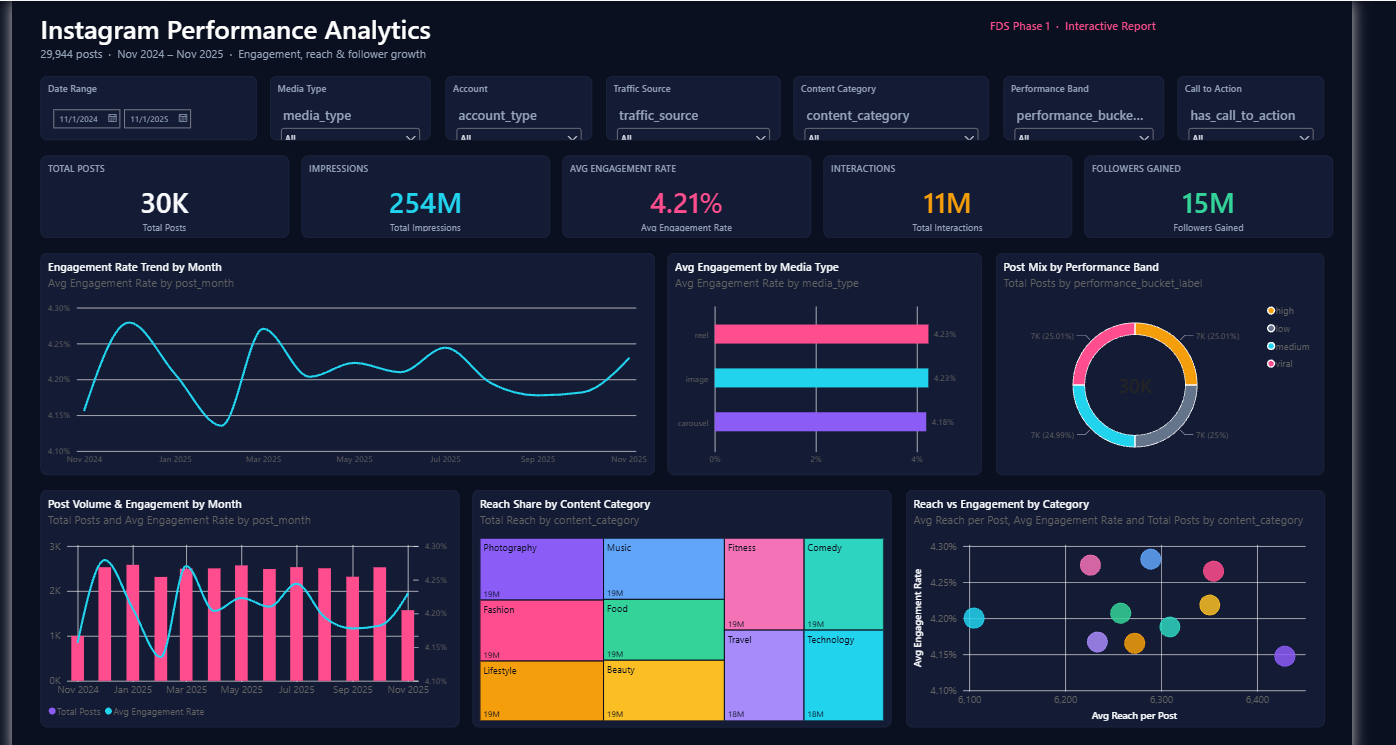 Instagram Performance Analytics
FDS Phase 1 · Interactive Report
29,944 posts · Nov 2024 – Nov 2025 · Engagement, reach & follower growth
Date Range
11/1/2024 11/1/2025
Media Type
media_type
All
Account
account_type
All
Traffic Source
traffic_source
All
Content Category
content_category
All
Performance Band
performance_bucke...
All
Call to Action
has_call_to_action
All
TOTAL POSTS
30K
Total Posts
IMPRESSIONS
254M
Total Impressions
AVG ENGAGEMENT RATE
4.21%
Avg Engagement Rate
INTERACTIONS
11M
Total Interactions
FOLLOWERS GAINED
15M
Followers Gained
Engagement Rate Trend by Month
Avg Engagement Rate by post_month
4.30%
4.25%
4.20%
4.15%
4.10%
Nov 2024 Jan 2025 Mar 2025 May 2025 Jul 2025 Sep 2025 Nov 2025
Avg Engagement by Media Type
Avg Engagement Rate by media_type
reel 4.23%
image 4.23%
carousel 4.18%
0% 2% 4%
Post Mix by Performance Band
Total Posts by performance_bucket_label
7K (25.01%) 7K (25.01%)
30K
7K (24.99%) 7K (25%)
high
low
medium
viral
Post Volume & Engagement by Month
Total Posts and Avg Engagement Rate by post_month
3K 4.30%
4.25%
2K
4.20%
1K
4.15%
0K 4.10%
Nov 2024 Jan 2025 Mar 2025 May 2025 Jul 2025 Sep 2025 Nov 2025
Total Posts Avg Engagement Rate
Reach Share by Content Category
Total Reach by content_category
Photography
19M
Fashion
19M
Lifestyle
19M
Music
19M
Food
19M
Beauty
19M
Fitness
19M
Travel
18M
Comedy
19M
Technology
18M
Reach vs Engagement by Category
Avg Reach per Post, Avg Engagement Rate and Total Posts by content_category
Avg Engagement Rate
4.30%
4.25%
4.20%
4.15%
4.10%
6,100 6,200 6,300 6,400
Avg Reach per Post